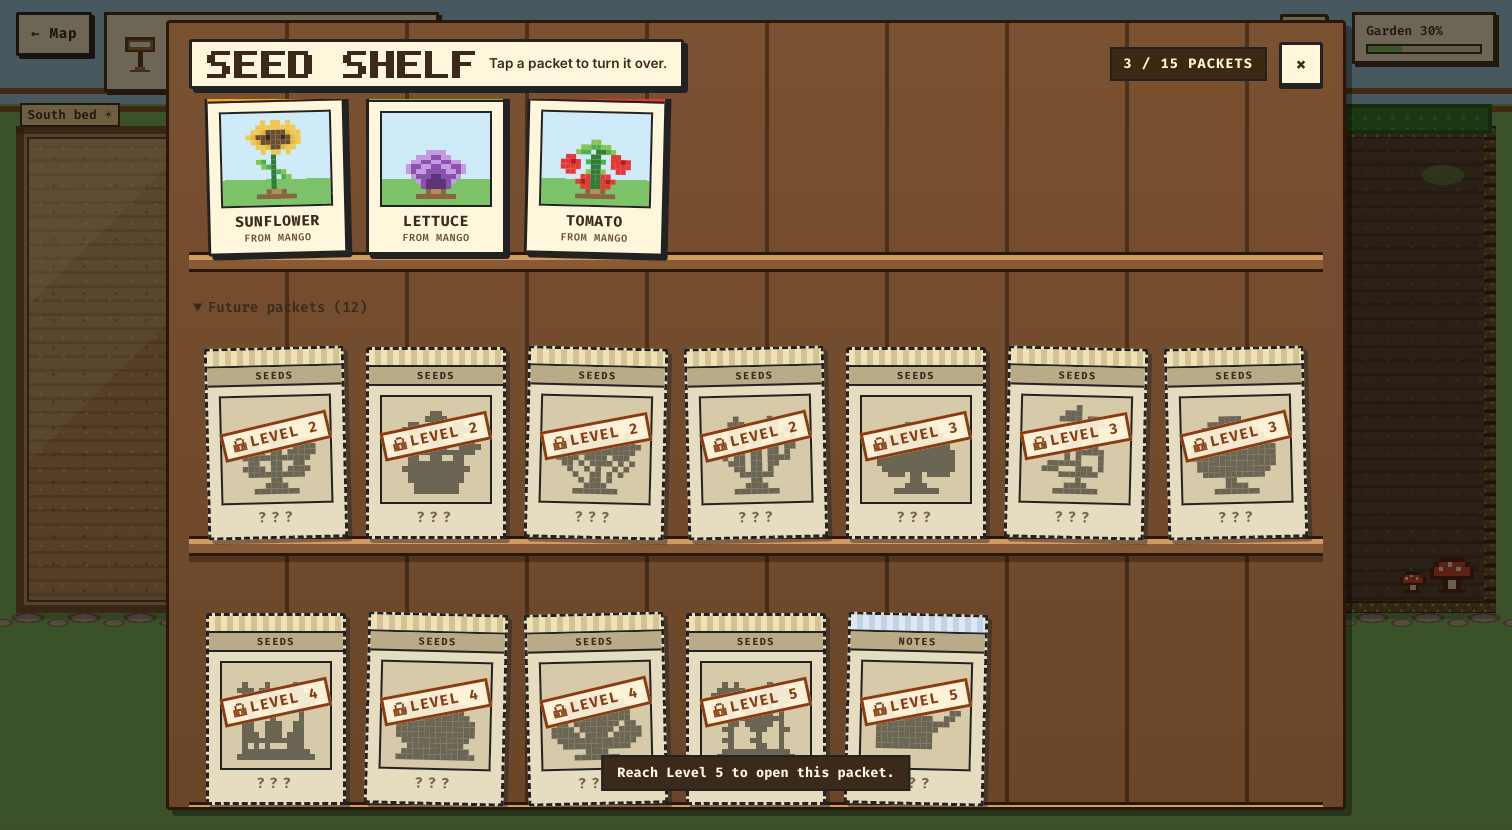 ← Map
Garden 30%
SEED SHELF
Tap a packet to turn it over.
3 / 15 PACKETS
×
South bed ☀
SUNFLOWER
FROM MANGO
LETTUCE
FROM MANGO
TOMATO
FROM MANGO
▼ Future packets (12)
SEEDS
LEVEL 2
???
SEEDS
LEVEL 2
???
SEEDS
LEVEL 2
???
SEEDS
LEVEL 2
???
SEEDS
LEVEL 3
???
SEEDS
LEVEL 3
???
SEEDS
LEVEL 3
???
SEEDS
LEVEL 4
???
SEEDS
LEVEL 4
???
SEEDS
LEVEL 4
??
SEEDS
LEVEL 5
NOTES
LEVEL 5
??
Reach Level 5 to open this packet.